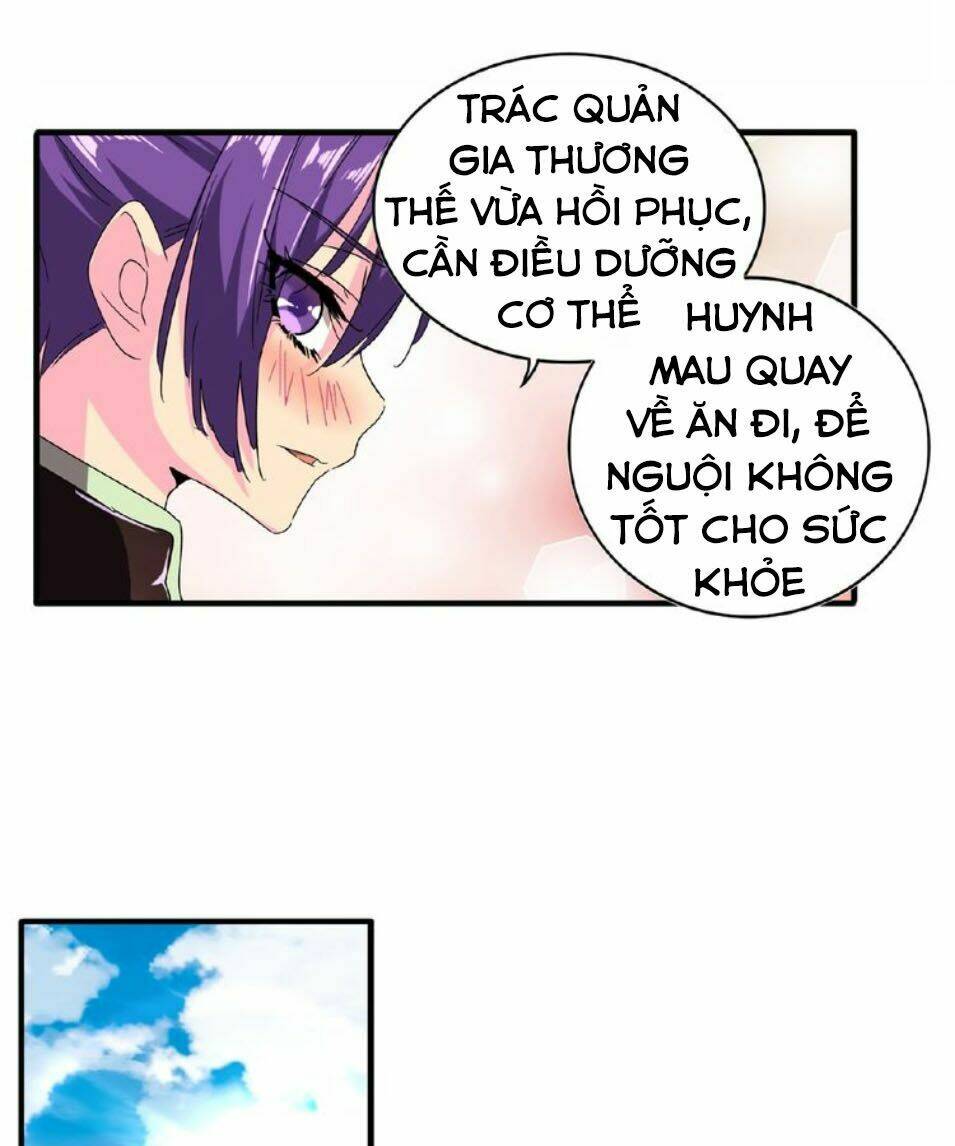 TRÁC QUẢN
GIA THƯƠNG
THẾ VỪA HỒI PHỤC,
CẦN ĐIỀU DƯỠNG
CƠ THỂ
HUYNH
MAU QUAY
VỀ ĂN ĐI, ĐỂ
NGUỘI KHÔNG
TỐT CHO SỨC
KHỎE